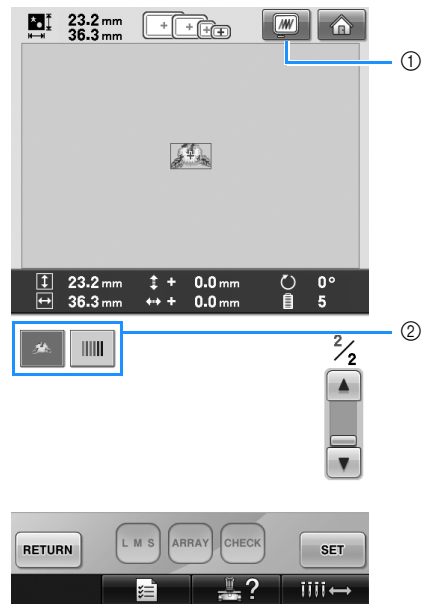 23.2 mm
36.3 mm
①
23.2 mm + 0.0 mm 0°
36.3 mm + 0.0 mm 5
②
2/2
RETURN L M S ARRAY CHECK SET
?